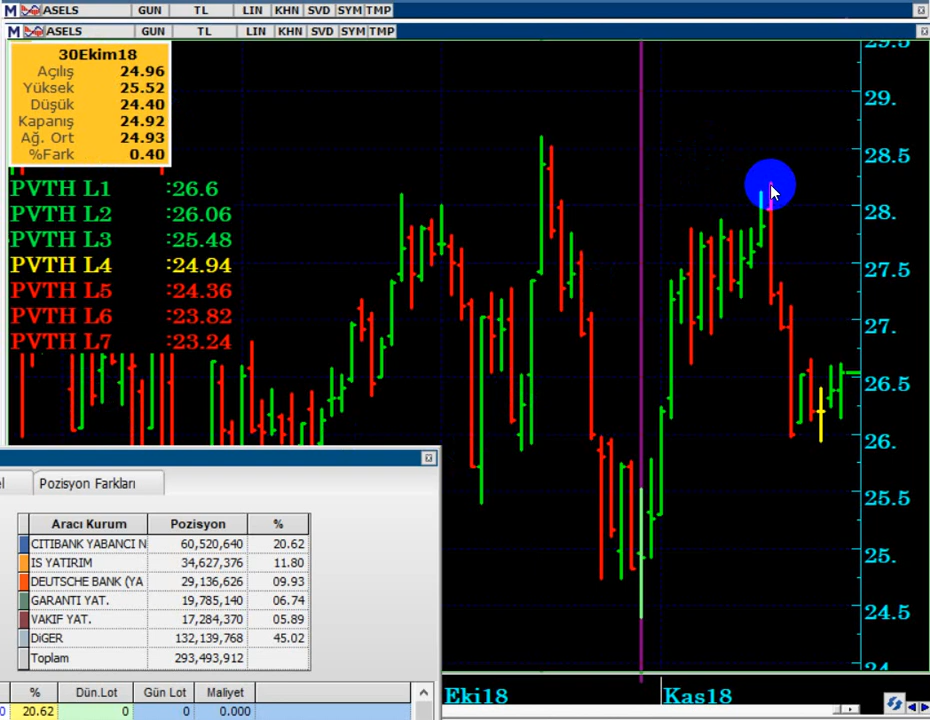 M ASELS GUN TL LIN KHN SVD SYM TMP
M ASELS GUN TL LIN KHN SVD SYM TMP
30Ekim18
Açılış 24.96
Yüksek 25.52
Düşük 24.40
Kapanış 24.92
Ağ. Ort 24.93
%Fark 0.40
PVTH L1 :26.6
PVTH L2 :26.06
PVTH L3 :25.48
PVTH L4 :24.94
PVTH L5 :24.36
PVTH L6 :23.82
PVTH L7 :23.24
29.5
29.
28.5
28.
27.5
27.
26.5
26.
25.5
25.
24.5
24.
Pozisyon Farkları
Aracı Kurum Pozisyon %
CITIBANK YABANCI N 60,520,640 20.62
IS YATIRIM 34,627,376 11.80
DEUTSCHE BANK (YA 29,136,626 09.93
GARANTI YAT. 19,785,140 06.74
VAKIF YAT. 17,284,370 05.89
DiGER 132,139,768 45.02
Toplam 293,493,912
% Dün.Lot Gün Lot Maliyet
0 20.62 0 0 0.000
Eki18 Kas18